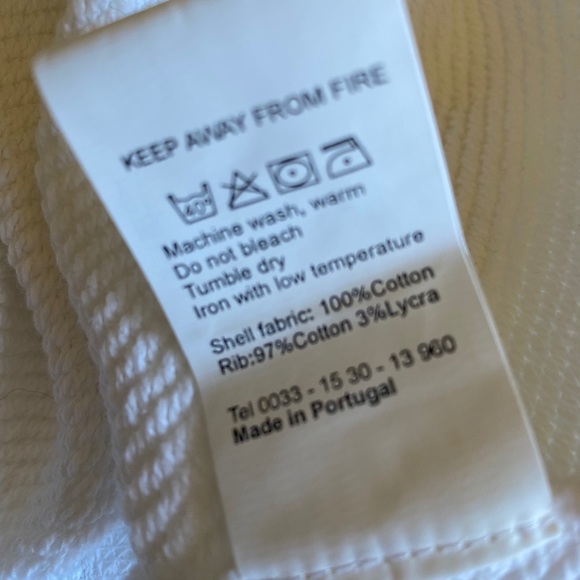 KEEP AWAY FROM FIRE
40°
Machine wash, warm
Do not bleach
Tumble dry
Iron with low temperature
Shell fabric: 100%Cotton
Rib:97%Cotton 3%Lycra
Tel 0033 - 15 30 - 13 960
Made in Portugal